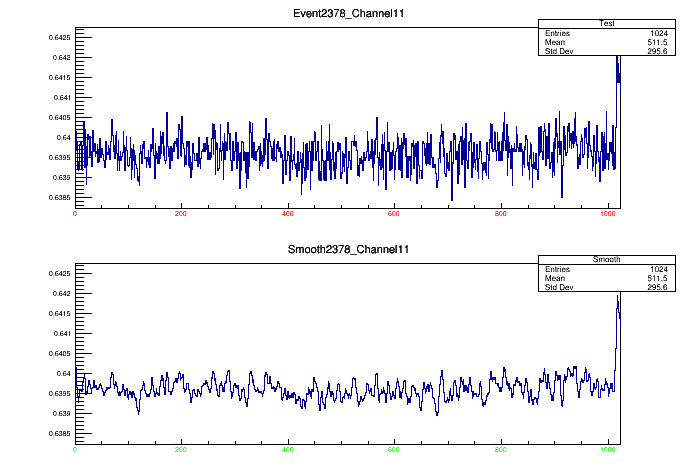 Event2378_Channel11
Test
Entries 1024
Mean 511.5
Std Dev 295.6
0.6425
0.642
0.6415
0.641
0.6405
0.64
0.6395
0.639
0.6385
0 200 400 600 800 1000
Smooth2378_Channel11
Smooth
Entries 1024
Mean 511.5
Std Dev 295.6
0.6425
0.642
0.6415
0.641
0.6405
0.64
0.6395
0.639
0.6385
0 200 400 600 800 1000